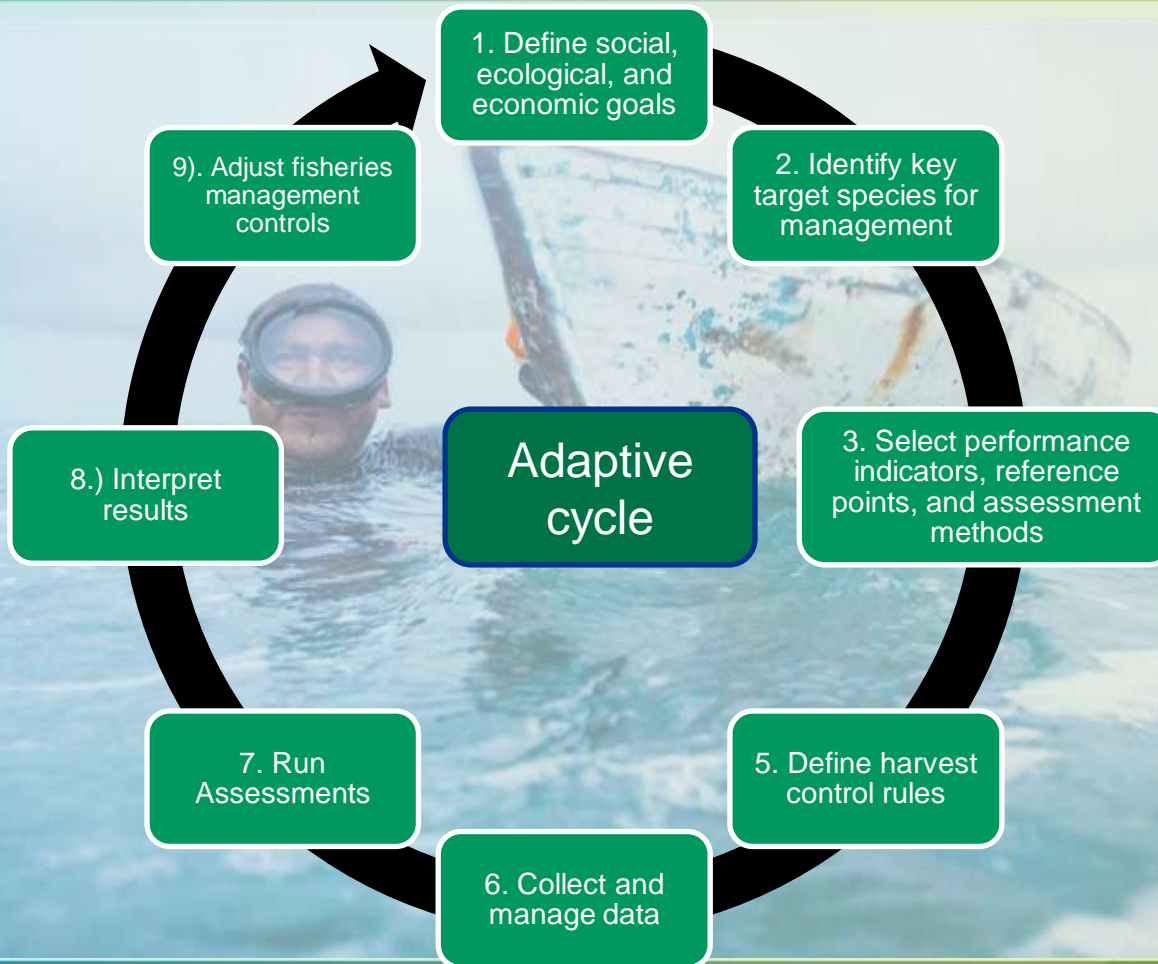 1. Define social,
ecological, and
economic goals
2. Identify key
target species for
management
3. Select performance
indicators, reference
points, and assessment
methods
5. Define harvest
control rules
6. Collect and
manage data
7. Run
Assessments
8.) Interpret
results
9). Adjust fisheries
management
controls
Adaptive
cycle